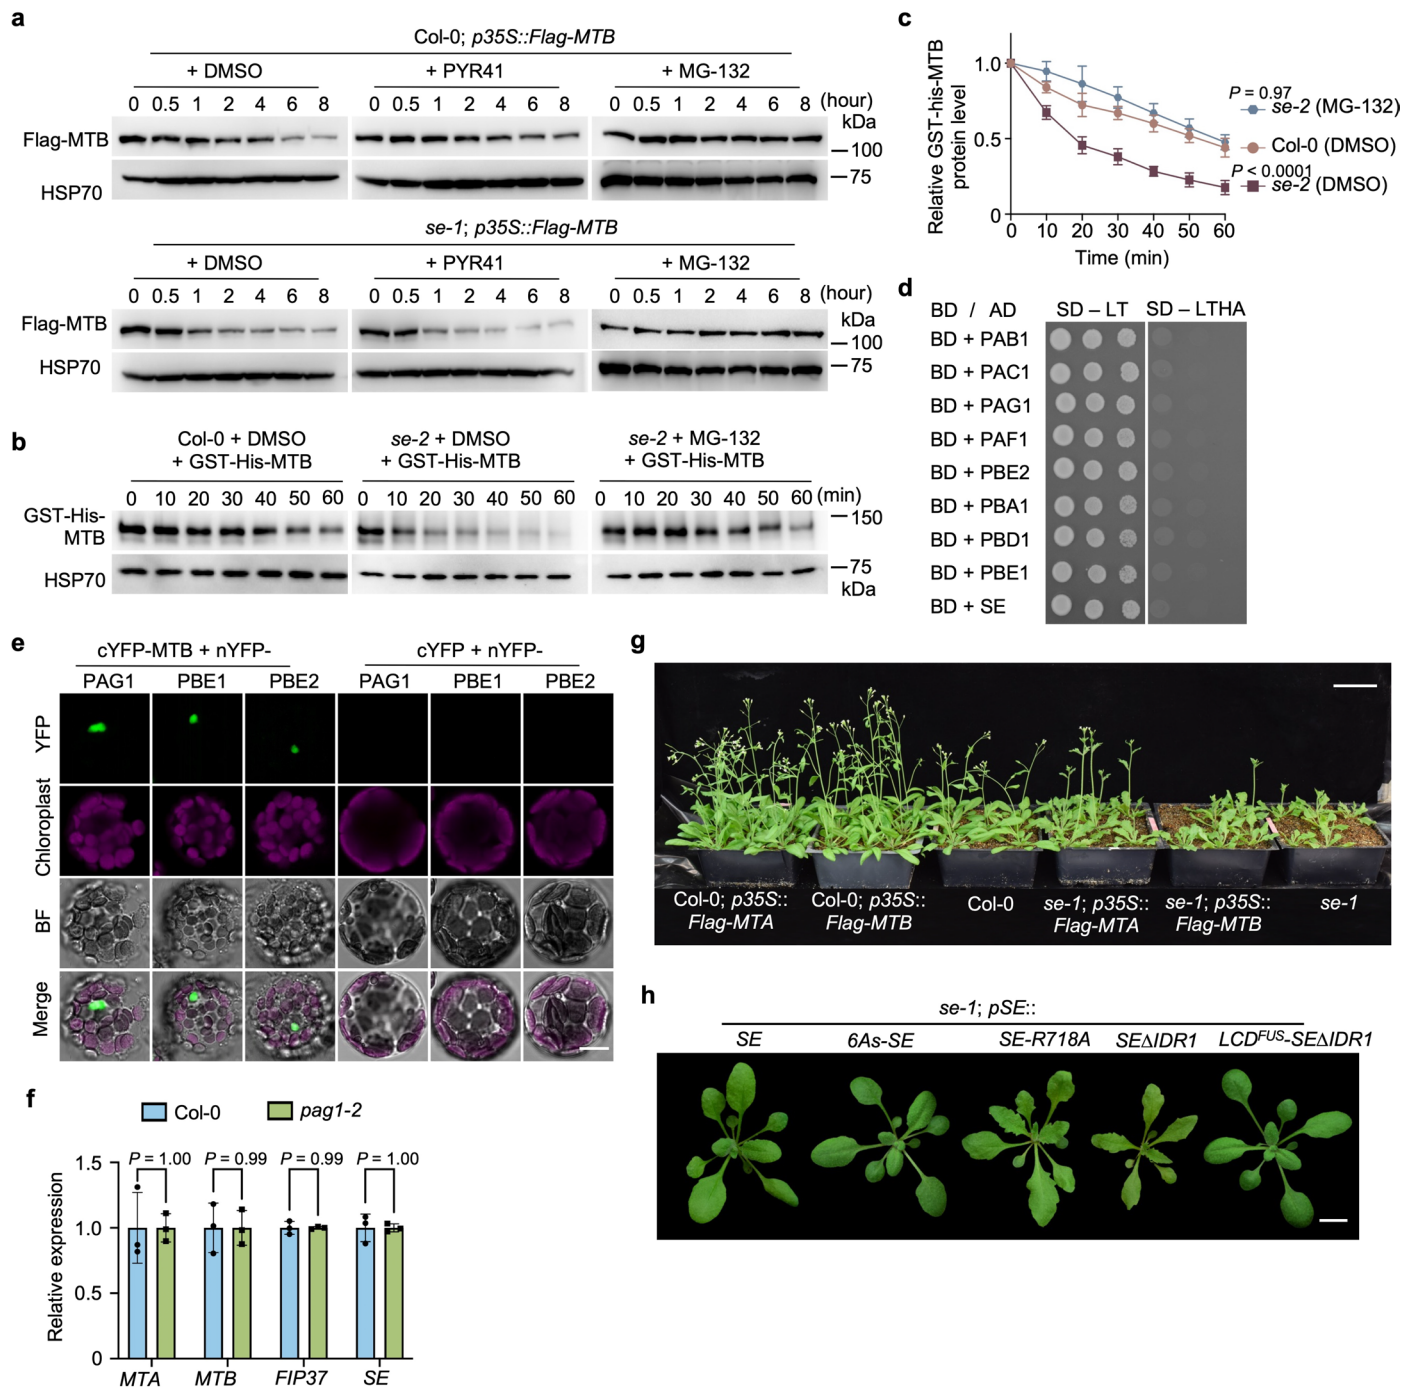 a
Col-0; p35S::Flag-MTB
+ DMSO + PYR41 + MG-132
0 0.5 1 2 4 6 8 0 0.5 1 2 4 6 8 0 0.5 1 2 4 6 8 (hour)
kDa
Flag-MTB
100
75
HSP70
se-1; p35S::Flag-MTB
+ DMSO + PYR41 + MG-132
0 0.5 1 2 4 6 8 0 0.5 1 2 4 6 8 0 0.5 1 2 4 6 8 (hour)
Flag-MTB
kDa
100
HSP70
75
b
Col-0 + DMSO
+ GST-His-MTB
se-2 + DMSO
+ GST-His-MTB
se-2 + MG-132
+ GST-His-MTB
0 10 20 30 40 50 60 0 10 20 30 40 50 60 0 10 20 30 40 50 60 (min)
GST-His-
MTB
150
HSP70
75
kDa
c
Relative GST-his-MTB
protein level
1.0
0.5
0
0 10 20 30 40 50 60
Time (min)
P = 0.97
se-2 (MG-132)
Col-0 (DMSO)
P < 0.0001
se-2 (DMSO)
d
BD / AD SD – LT SD – LTHA
BD + PAB1
BD + PAC1
BD + PAG1
BD + PAF1
BD + PBE2
BD + PBA1
BD + PBD1
BD + PBE1
BD + SE
e
cYFP-MTB + nYFP- cYFP + nYFP-
PAG1 PBE1 PBE2 PAG1 PBE1 PBE2
YFP
Chloroplast
BF
Merge
f
Col-0 pag1-2
Relative expression
1.5
1.0
0.5
0
P = 1.00 P = 0.99 P = 0.99 P = 1.00
MTA MTB FIP37 SE
g
Col-0; p35S::
Flag-MTA
Col-0; p35S::
Flag-MTB
Col-0
se-1; p35S::
Flag-MTA
se-1; p35S::
Flag-MTB
se-1
h
se-1; pSE::
SE 6As-SE SE-R718A SEΔIDR1 LCD^FUS-SEΔIDR1